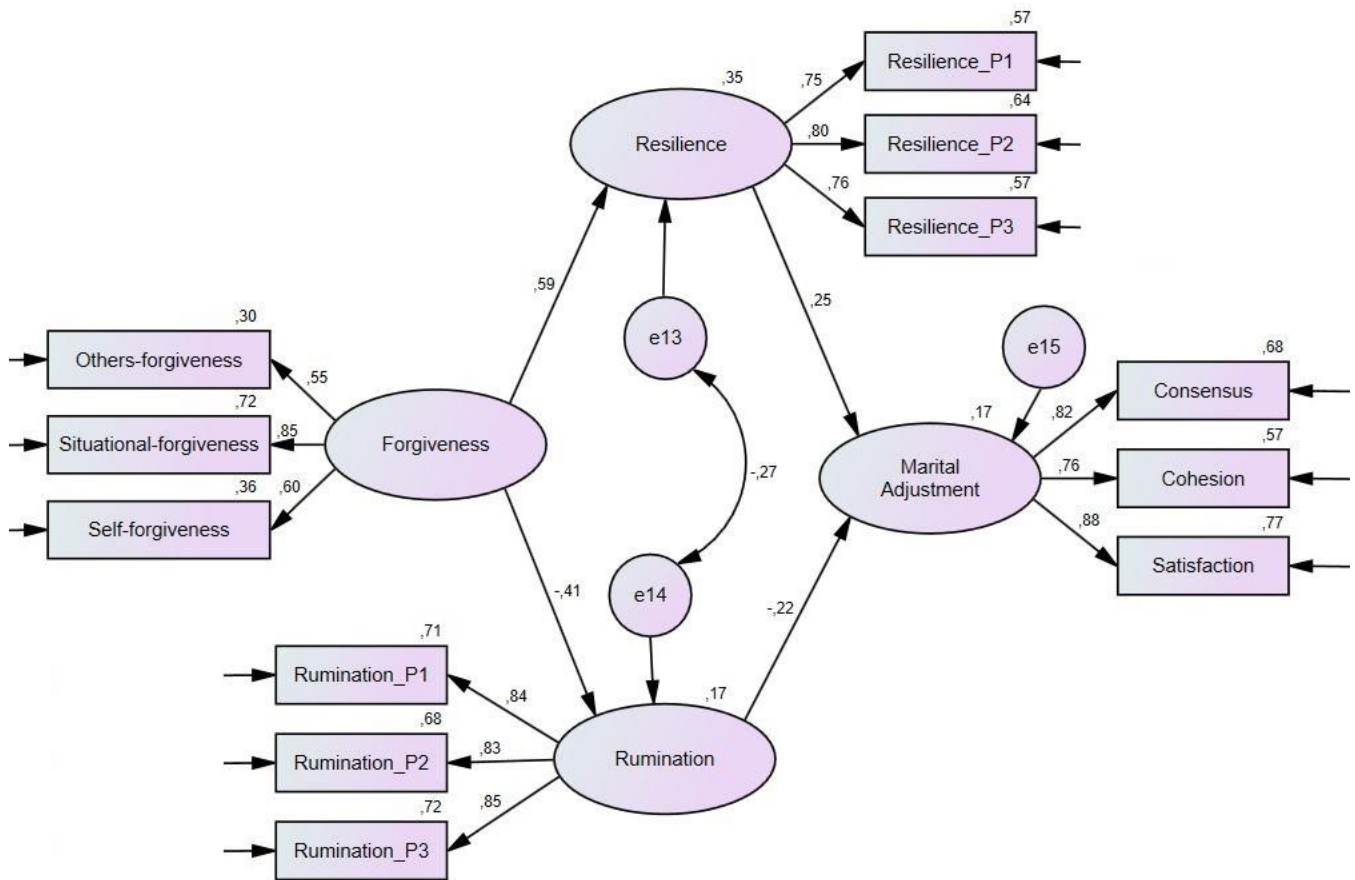 ,57
Resilience_P1
,75
,35
,64
Resilience
,80
Resilience_P2
,57
,76
Resilience_P3
,59
,25
e13
,30
Others-forgiveness
,55
,72
Situational-forgiveness
,85
Forgiveness
,36
,60
Self-forgiveness
e15
,68
,17
,82
Consensus
,57
Marital
Adjustment
,76
Cohesion
,88
,77
Satisfaction
-,27
-,41
e14
-,22
,71
Rumination_P1
,84
,17
,68
,83
Rumination_P2
Rumination
,72
,85
Rumination_P3